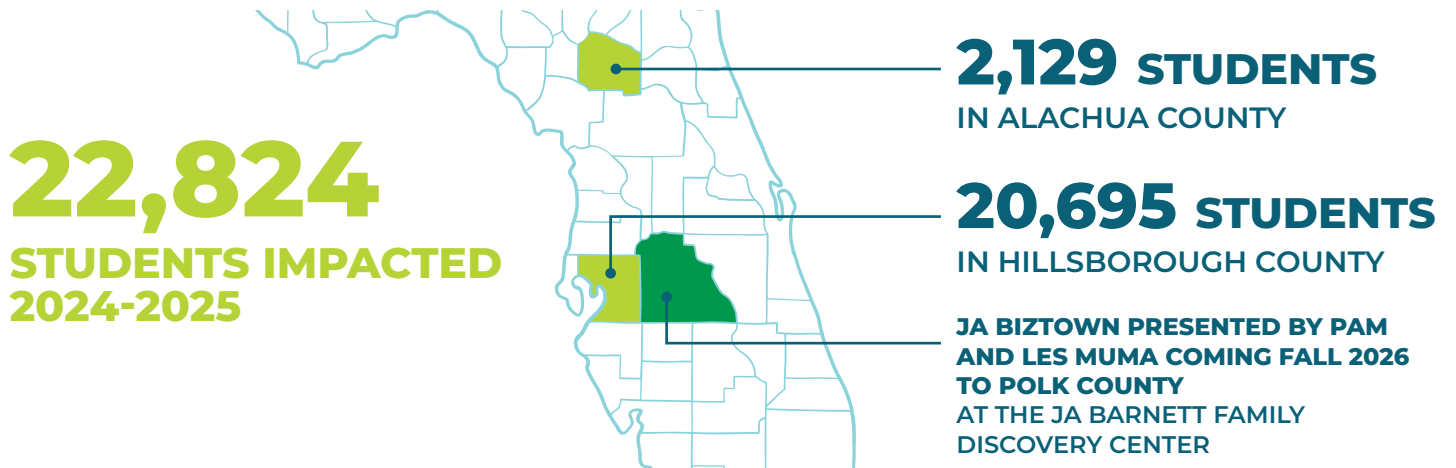 22,824
STUDENTS IMPACTED
2024-2025
2,129 STUDENTS
IN ALACHUA COUNTY
20,695 STUDENTS
IN HILLSBOROUGH COUNTY
JA BIZTOWN PRESENTED BY PAM
AND LES MUMA COMING FALL 2026
TO POLK COUNTY
AT THE JA BARNETT FAMILY
DISCOVERY CENTER